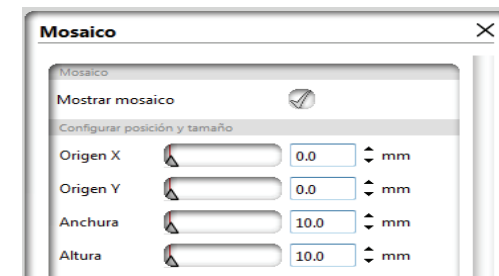 Mosaico
Mosaico
Mostrar mosaico
Configurar posición y tamaño
Origen X 0.0 mm
Origen Y 0.0 mm
Anchura 10.0 mm
Altura 10.0 mm